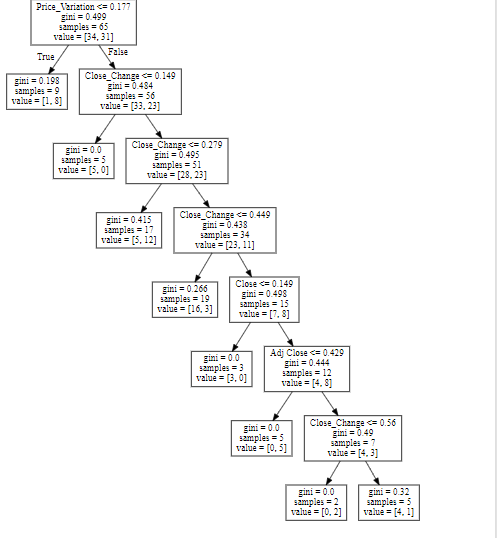 Price_Variation <= 0.177
gini = 0.499
samples = 65
value = [34, 31]
True
False
gini = 0.198
samples = 9
value = [1, 8]
Close_Change <= 0.149
gini = 0.484
samples = 56
value = [33, 23]
gini = 0.0
samples = 5
value = [5, 0]
Close_Change <= 0.279
gini = 0.495
samples = 51
value = [28, 23]
gini = 0.415
samples = 17
value = [5, 12]
Close_Change <= 0.449
gini = 0.438
samples = 34
value = [23, 11]
gini = 0.266
samples = 19
value = [16, 3]
Close <= 0.149
gini = 0.498
samples = 15
value = [7, 8]
gini = 0.0
samples = 3
value = [3, 0]
Adj Close <= 0.429
gini = 0.444
samples = 12
value = [4, 8]
gini = 0.0
samples = 5
value = [0, 5]
Close_Change <= 0.56
gini = 0.49
samples = 7
value = [4, 3]
gini = 0.0
samples = 2
value = [0, 2]
gini = 0.32
samples = 5
value = [4, 1]